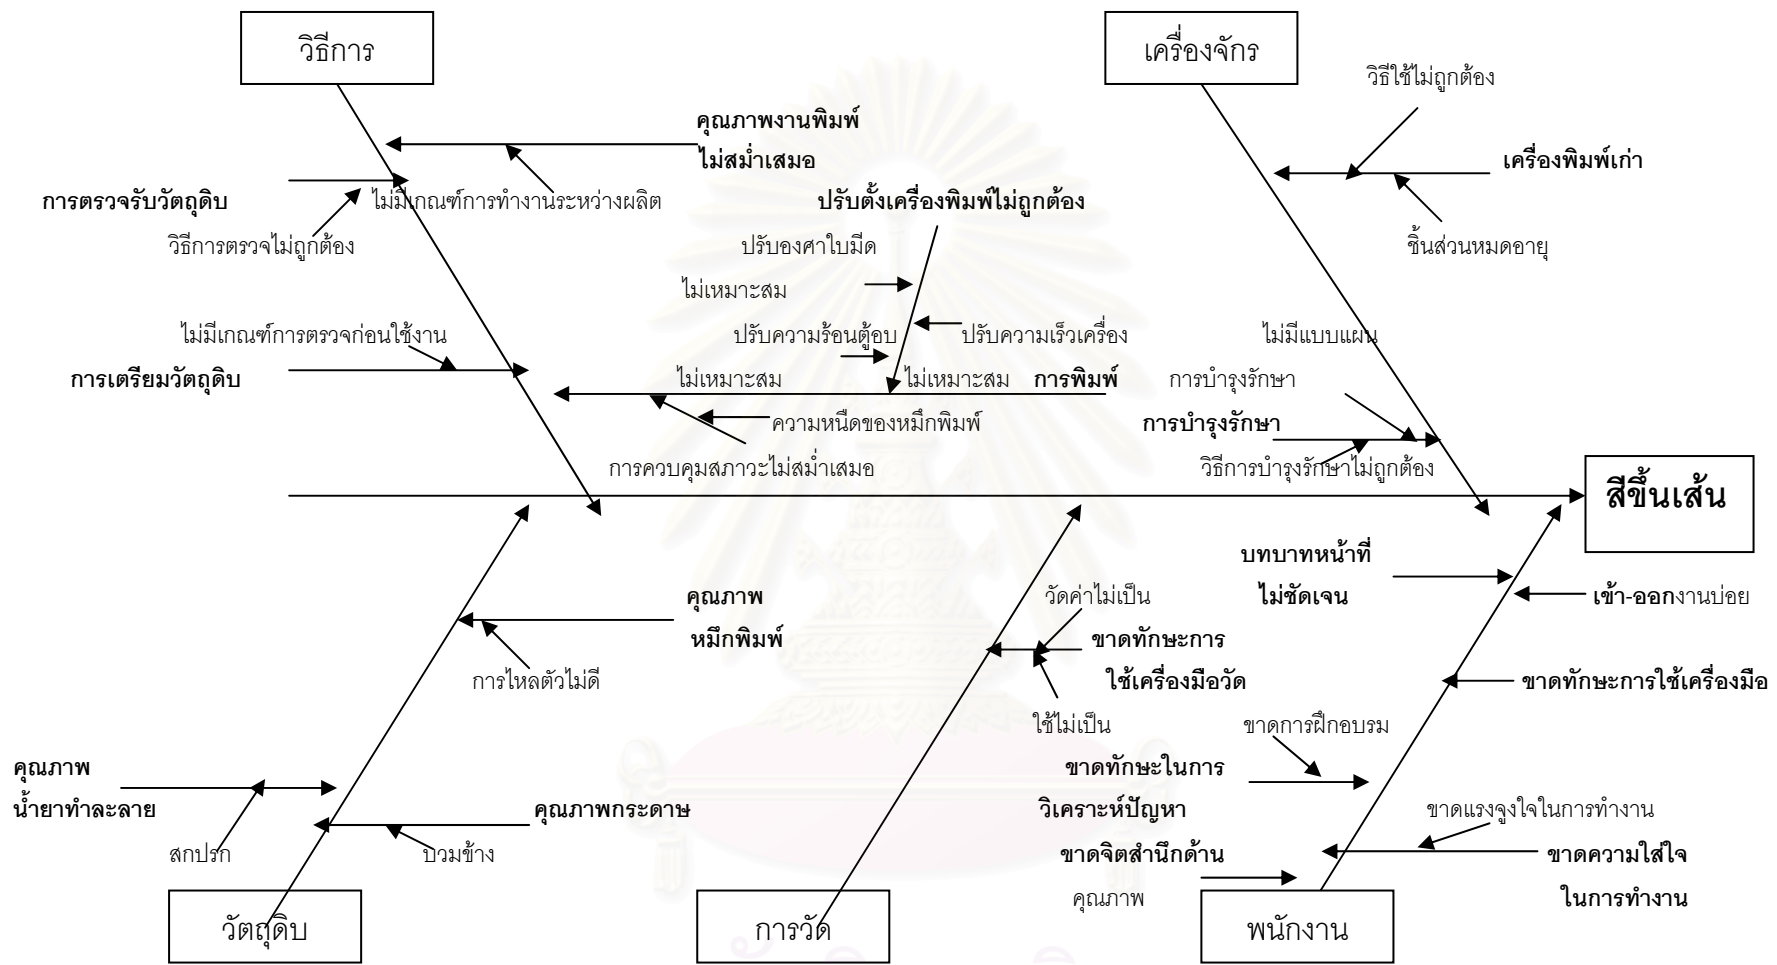 วิธีการ
เครื่องจักร
วิธีใช้ไม่ถูกต้อง
คุณภาพงานพิมพ์
ไม่สม่ำเสมอ
เครื่องพิมพ์เก่า
การตรวจรับวัตถุดิบ
ไม่มีเกณฑ์การทำงานระหว่างผลิต
ปรับตั้งเครื่องพิมพ์ไม่ถูกต้อง
วิธีการตรวจไม่ถูกต้อง
ปรับองศาใบมีด
ชิ้นส่วนหมดอายุ
ไม่เหมาะสม
ไม่มีเกณฑ์การตรวจก่อนใช้งาน
ปรับความร้อนตู้อบ
ปรับความเร็วเครื่อง
ไม่มีแบบแผน
การเตรียมวัตถุดิบ
ไม่เหมาะสม
ไม่เหมาะสม
การพิมพ์
การบำรุงรักษา
ความหนืดของหมึกพิมพ์
การบำรุงรักษา
การควบคุมสภาวะไม่สม่ำเสมอ
วิธีการบำรุงรักษาไม่ถูกต้อง
สีขึ้นเส้น
บทบาทหน้าที่
ไม่ชัดเจน
คุณภาพ
หมึกพิมพ์
วัดค่าไม่เป็น
เข้า-ออกงานบ่อย
ขาดทักษะการ
ใช้เครื่องมือวัด
การไหลตัวไม่ดี
ขาดทักษะการใช้เครื่องมือ
ใช้ไม่เป็น
ขาดการฝึกอบรม
คุณภาพ
น้ำยาทำละลาย
ขาดทักษะในการ
วิเคราะห์ปัญหา
คุณภาพกระดาษ
ขาดแรงจูงใจในการทำงาน
สกปรก
บวมข้าง
ขาดจิตสำนึกด้าน
คุณภาพ
ขาดความใส่ใจ
ในการทำงาน
วัตถุดิบ
การวัด
พนักงาน